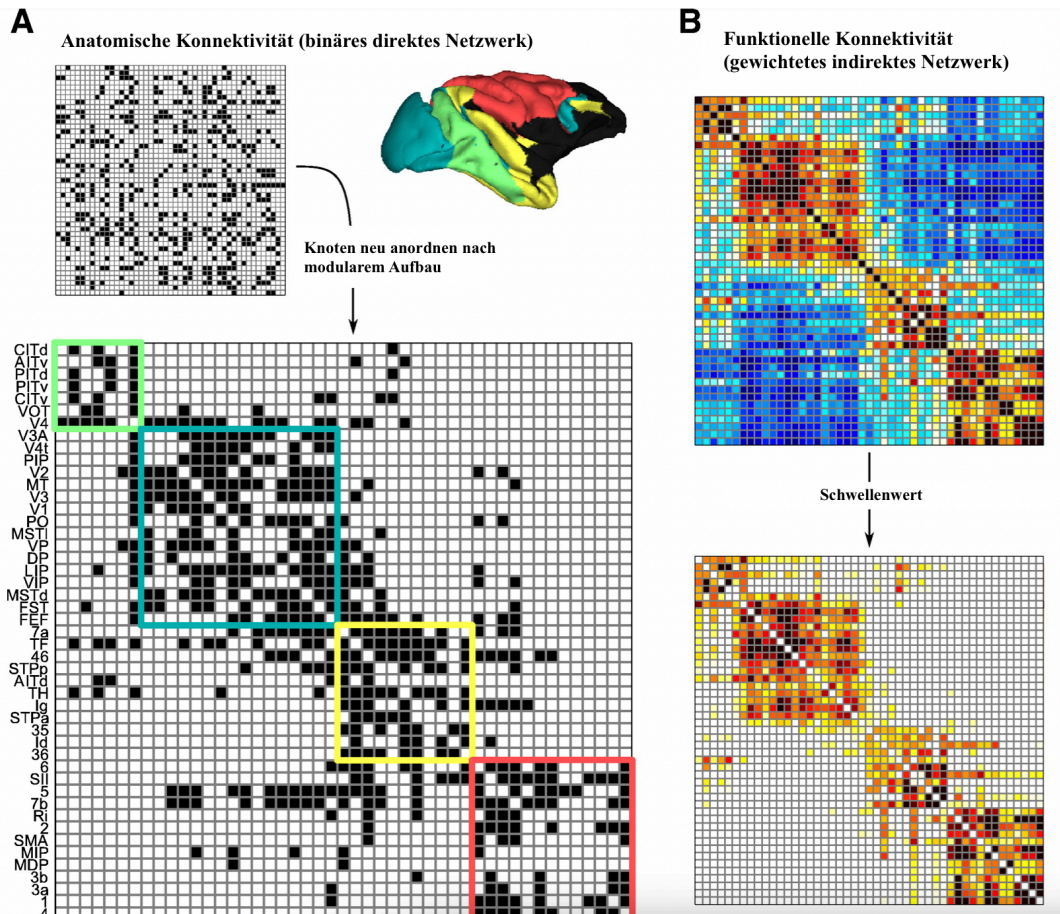 A
Anatomische Konnektivität (binäres direktes Netzwerk)
Knoten neu anordnen nach
modularem Aufbau
CITd
AITv
PITd
PITv
CITv
VOT
V4
V3A
V4t
PIP
V2
MT
V3
V1
PO
MSTl
VP
DP
LIP
VIP
MSTd
FST
FEF
7a
TF
46
STPp
AITd
TH
Ig
STPa
35
Id
36
6
SII
5
7b
Ri
2
SMA
MIP
MDP
3b
3a
1
B
Funktionelle Konnektivität
(gewichtetes indirektes Netzwerk)
Schwellenwert